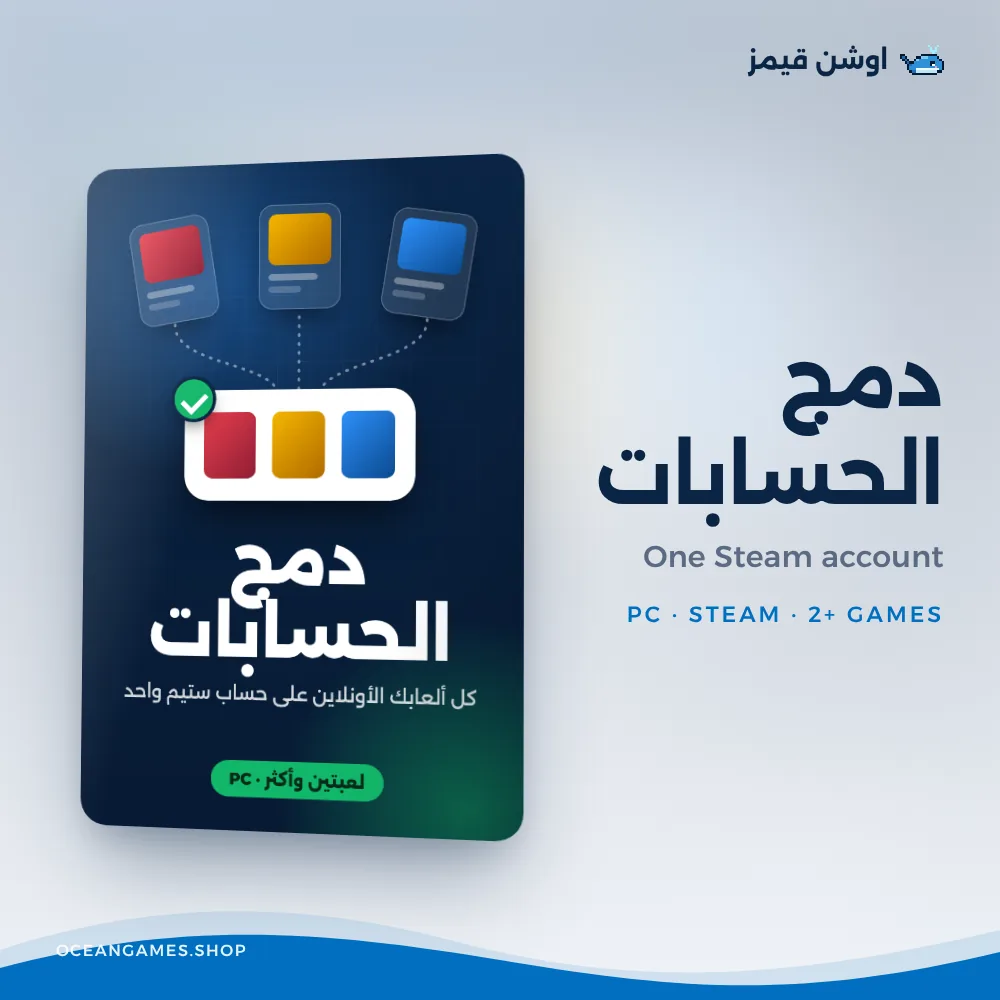 اوشن قيمز
دمج
الحسابات
كل ألعابك الأونلاين على حساب ستيم واحد
لعبتين وأكثر · PC
دمج
الحسابات
One Steam account
PC · STEAM · 2+ GAMES
OCEANGAMES.SHOP